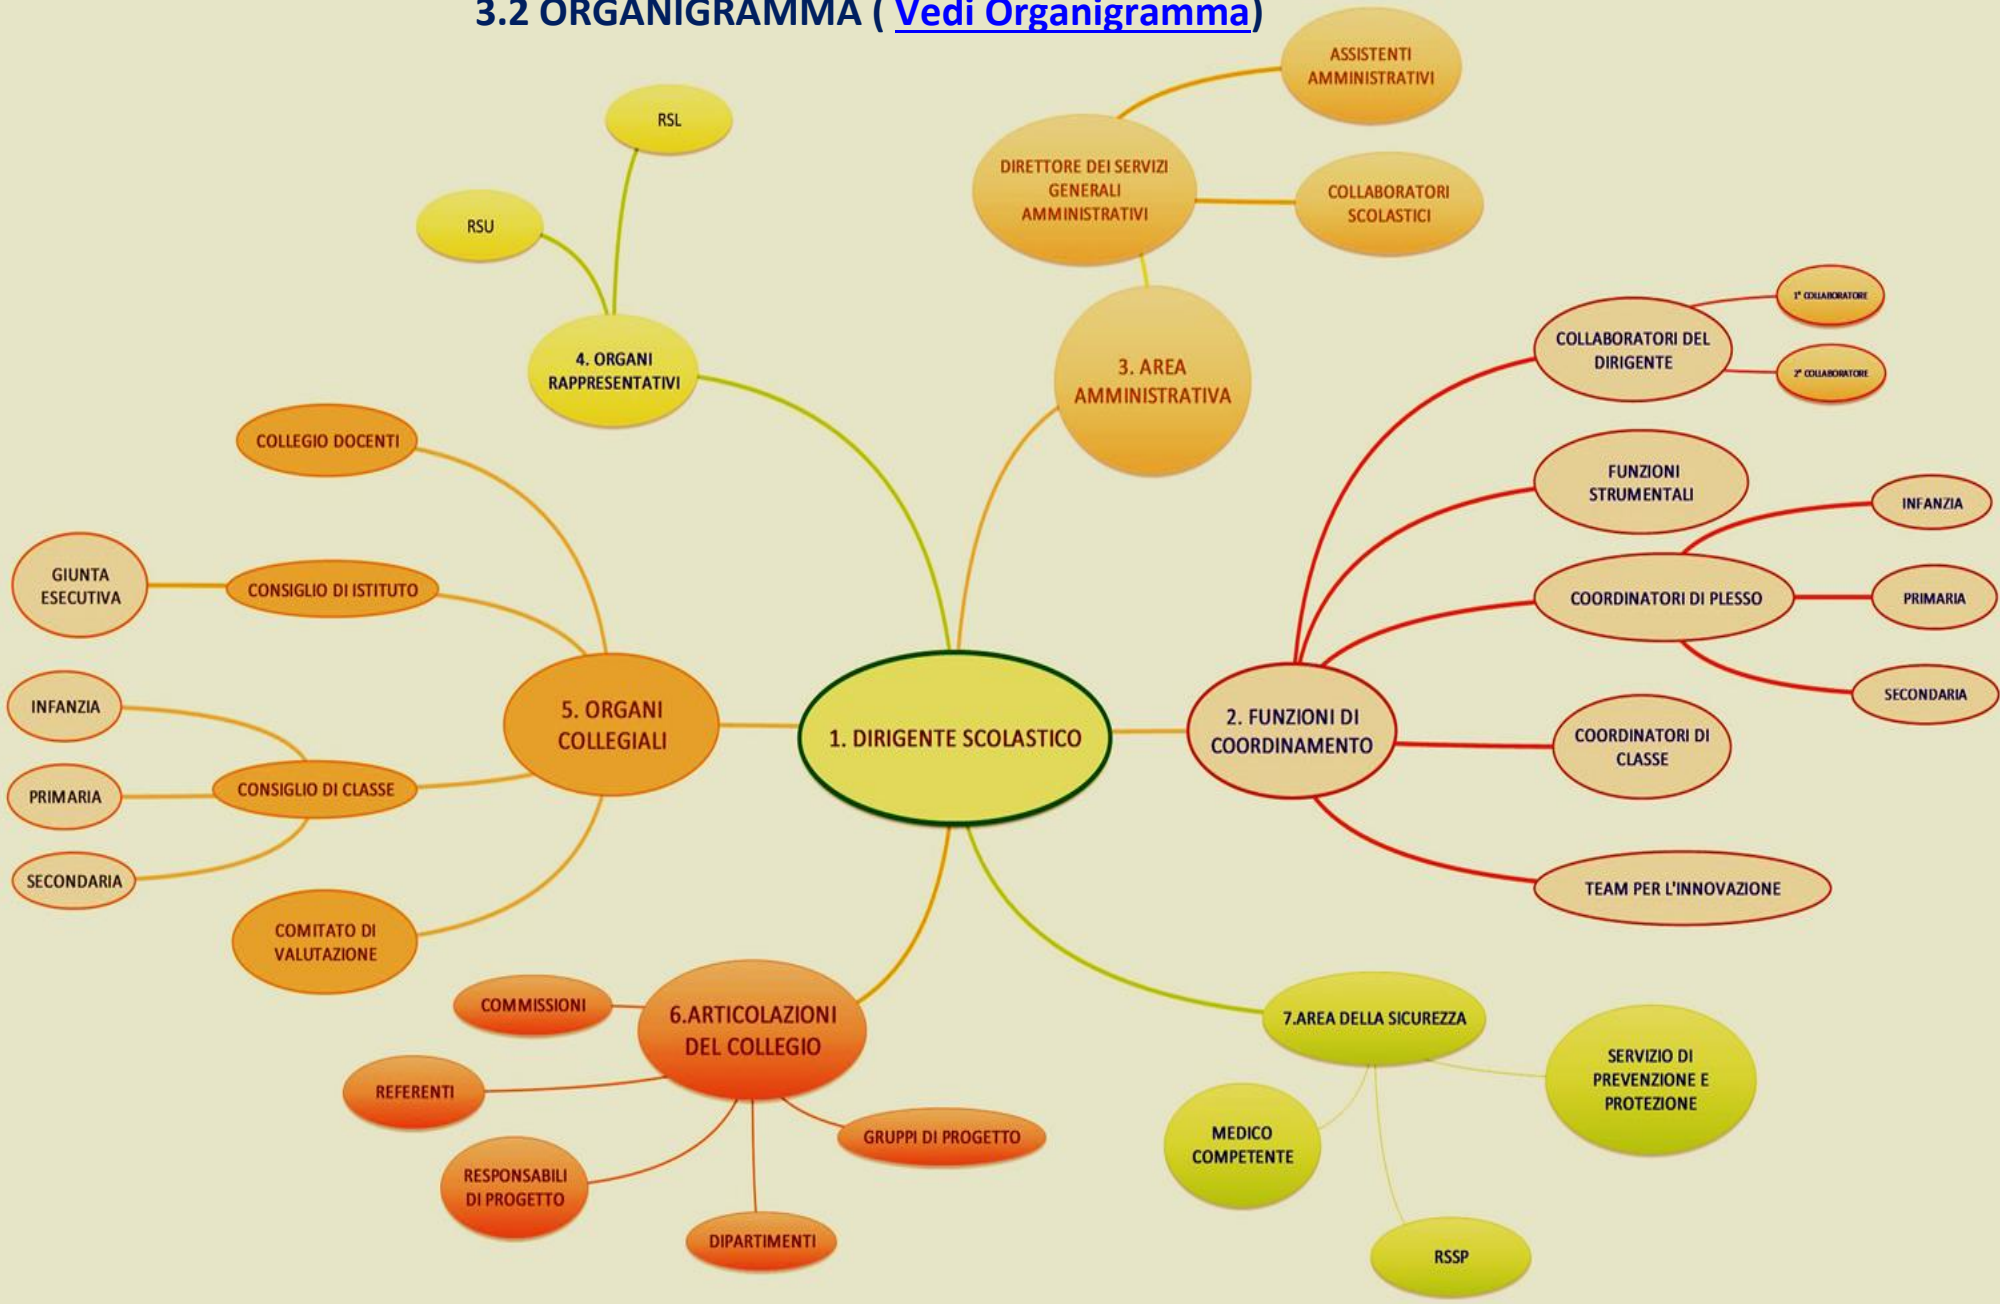 3.2 ORGANIGRAMMA ( Vedi Organigramma)
ASSISTENTI
AMMINISTRATIVI
RSL
DIRETTORE DEI SERVIZI
GENERALI
AMMINISTRATIVI
COLLABORATORI
SCOLASTICI
RSU
1° COLLABORATORE
COLLABORATORI DEL
DIRIGENTE
2° COLLABORATORE
4. ORGANI
RAPPRESENTATIVI
3. AREA
AMMINISTRATIVA
COLLEGIO DOCENTI
FUNZIONI
STRUMENTALI
INFANZIA
GIUNTA
ESECUTIVA
CONSIGLIO DI ISTITUTO
COORDINATORI DI PLESSO
PRIMARIA
SECONDARIA
INFANZIA
5. ORGANI
COLLEGIALI
1. DIRIGENTE SCOLASTICO
2. FUNZIONI DI
COORDINAMENTO
COORDINATORI DI
CLASSE
PRIMARIA
CONSIGLIO DI CLASSE
SECONDARIA
TEAM PER L'INNOVAZIONE
COMITATO DI
VALUTAZIONE
COMMISSIONI
6.ARTICOLAZIONI
DEL COLLEGIO
7.AREA DELLA SICUREZZA
SERVIZIO DI
PREVENZIONE E
PROTEZIONE
REFERENTI
GRUPPI DI PROGETTO
MEDICO
COMPETENTE
RESPONSABILI
DI PROGETTO
DIPARTIMENTI
RSSP